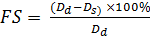 FS = (D_d − D_s) × 100% / D_d